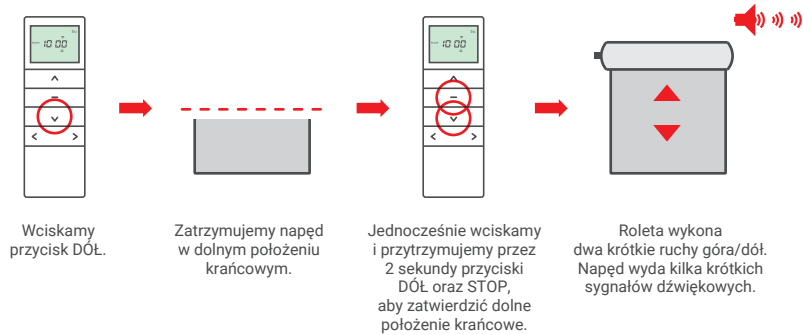 10 00
10 00
Wciskamy
przycisk DÓŁ.
Zatrzymujemy napęd
w dolnym położeniu
krańcowym.
Jednocześnie wciskamy
i przytrzymujemy przez
2 sekundy przyciski
DÓŁ oraz STOP,
aby zatwierdzić dolne
położenie krańcowe.
Roleta wykona
dwa krótkie ruchy góra/dół.
Napęd wyda kilka krótkich
sygnałów dźwiękowych.